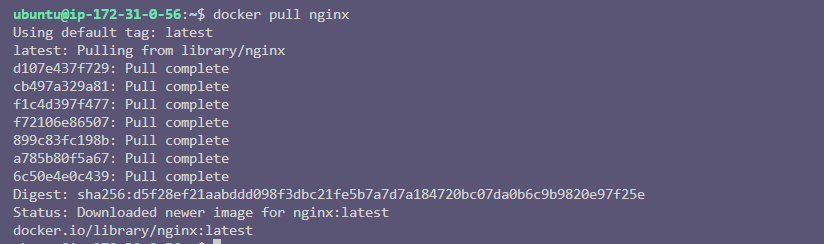 ubuntu@ip-172-31-0-56:~$ docker pull nginx
Using default tag: latest
latest: Pulling from library/nginx
d107e437f729: Pull complete
cb497a329a81: Pull complete
f1c4d397f477: Pull complete
f72106e86507: Pull complete
899c83fc198b: Pull complete
a785b80f5a67: Pull complete
6c50e4e0c439: Pull complete
Digest: sha256:d5f28ef21aabddd098f3dbc21fe5b7a7d7a184720bc07da0b6c9b9820e97f25e
Status: Downloaded newer image for nginx:latest
docker.io/library/nginx:latest